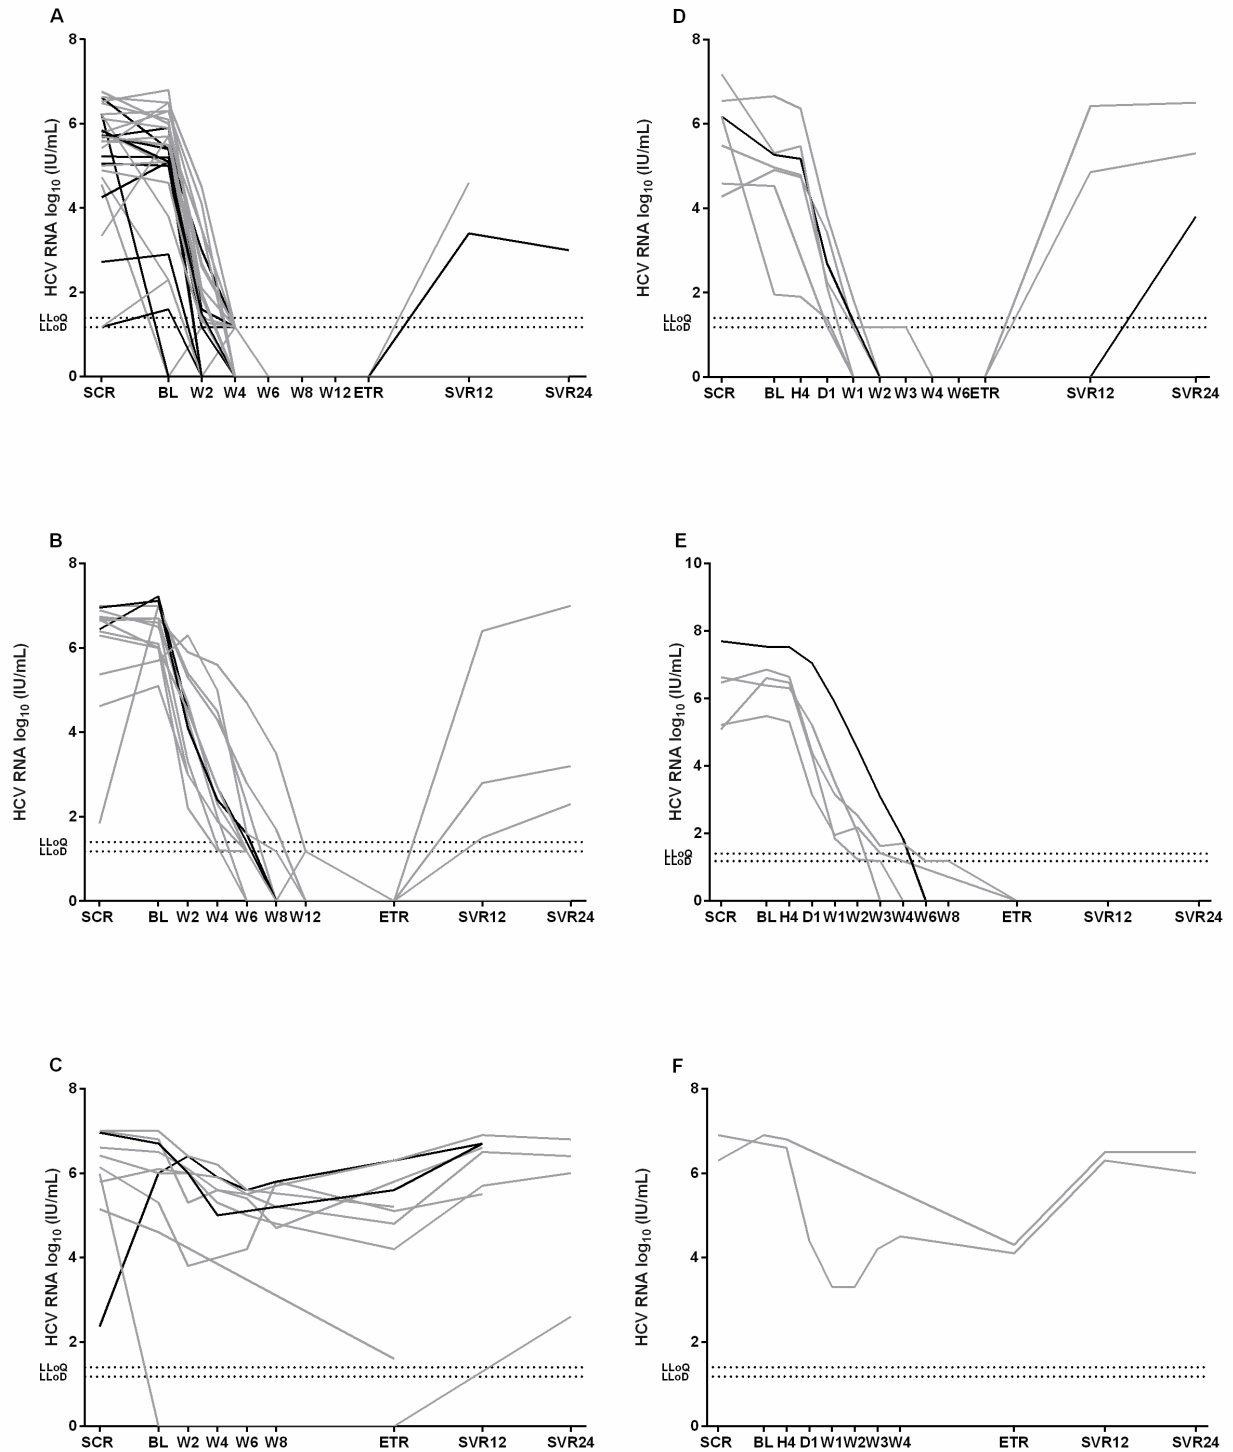 A
HCV RNA log10 (IU/mL)
8
6
4
2
0
LLoQ
LLoD
SCR BL W2 W4 W6 W8 W12 ETR SVR12 SVR24
D
HCV RNA log10 (IU/mL)
8
6
4
2
0
LLoQ
LLoD
SCR BL H4 D1 W1 W2 W3 W4 W6 ETR SVR12 SVR24
B
HCV RNA log10 (IU/mL)
8
6
4
2
0
LLoQ
LLoD
SCR BL W2 W4 W6 W8 W12 ETR SVR12 SVR24
E
HCV RNA log10 (IU/mL)
10
8
6
4
2
0
LLoQ
LLoD
SCR BL H4 D1 W1 W2 W3 W4 W6 W8 ETR SVR12 SVR24
C
HCV RNA log10 (IU/mL)
8
6
4
2
0
LLoQ
LLoD
SCR BL W2 W4 W6 W8 ETR SVR12 SVR24
F
HCV RNA log10 (IU/mL)
8
6
4
2
0
LLoQ
LLoD
SCR BL H4 D1 W1 W2 W3 W4 ETR SVR12 SVR24